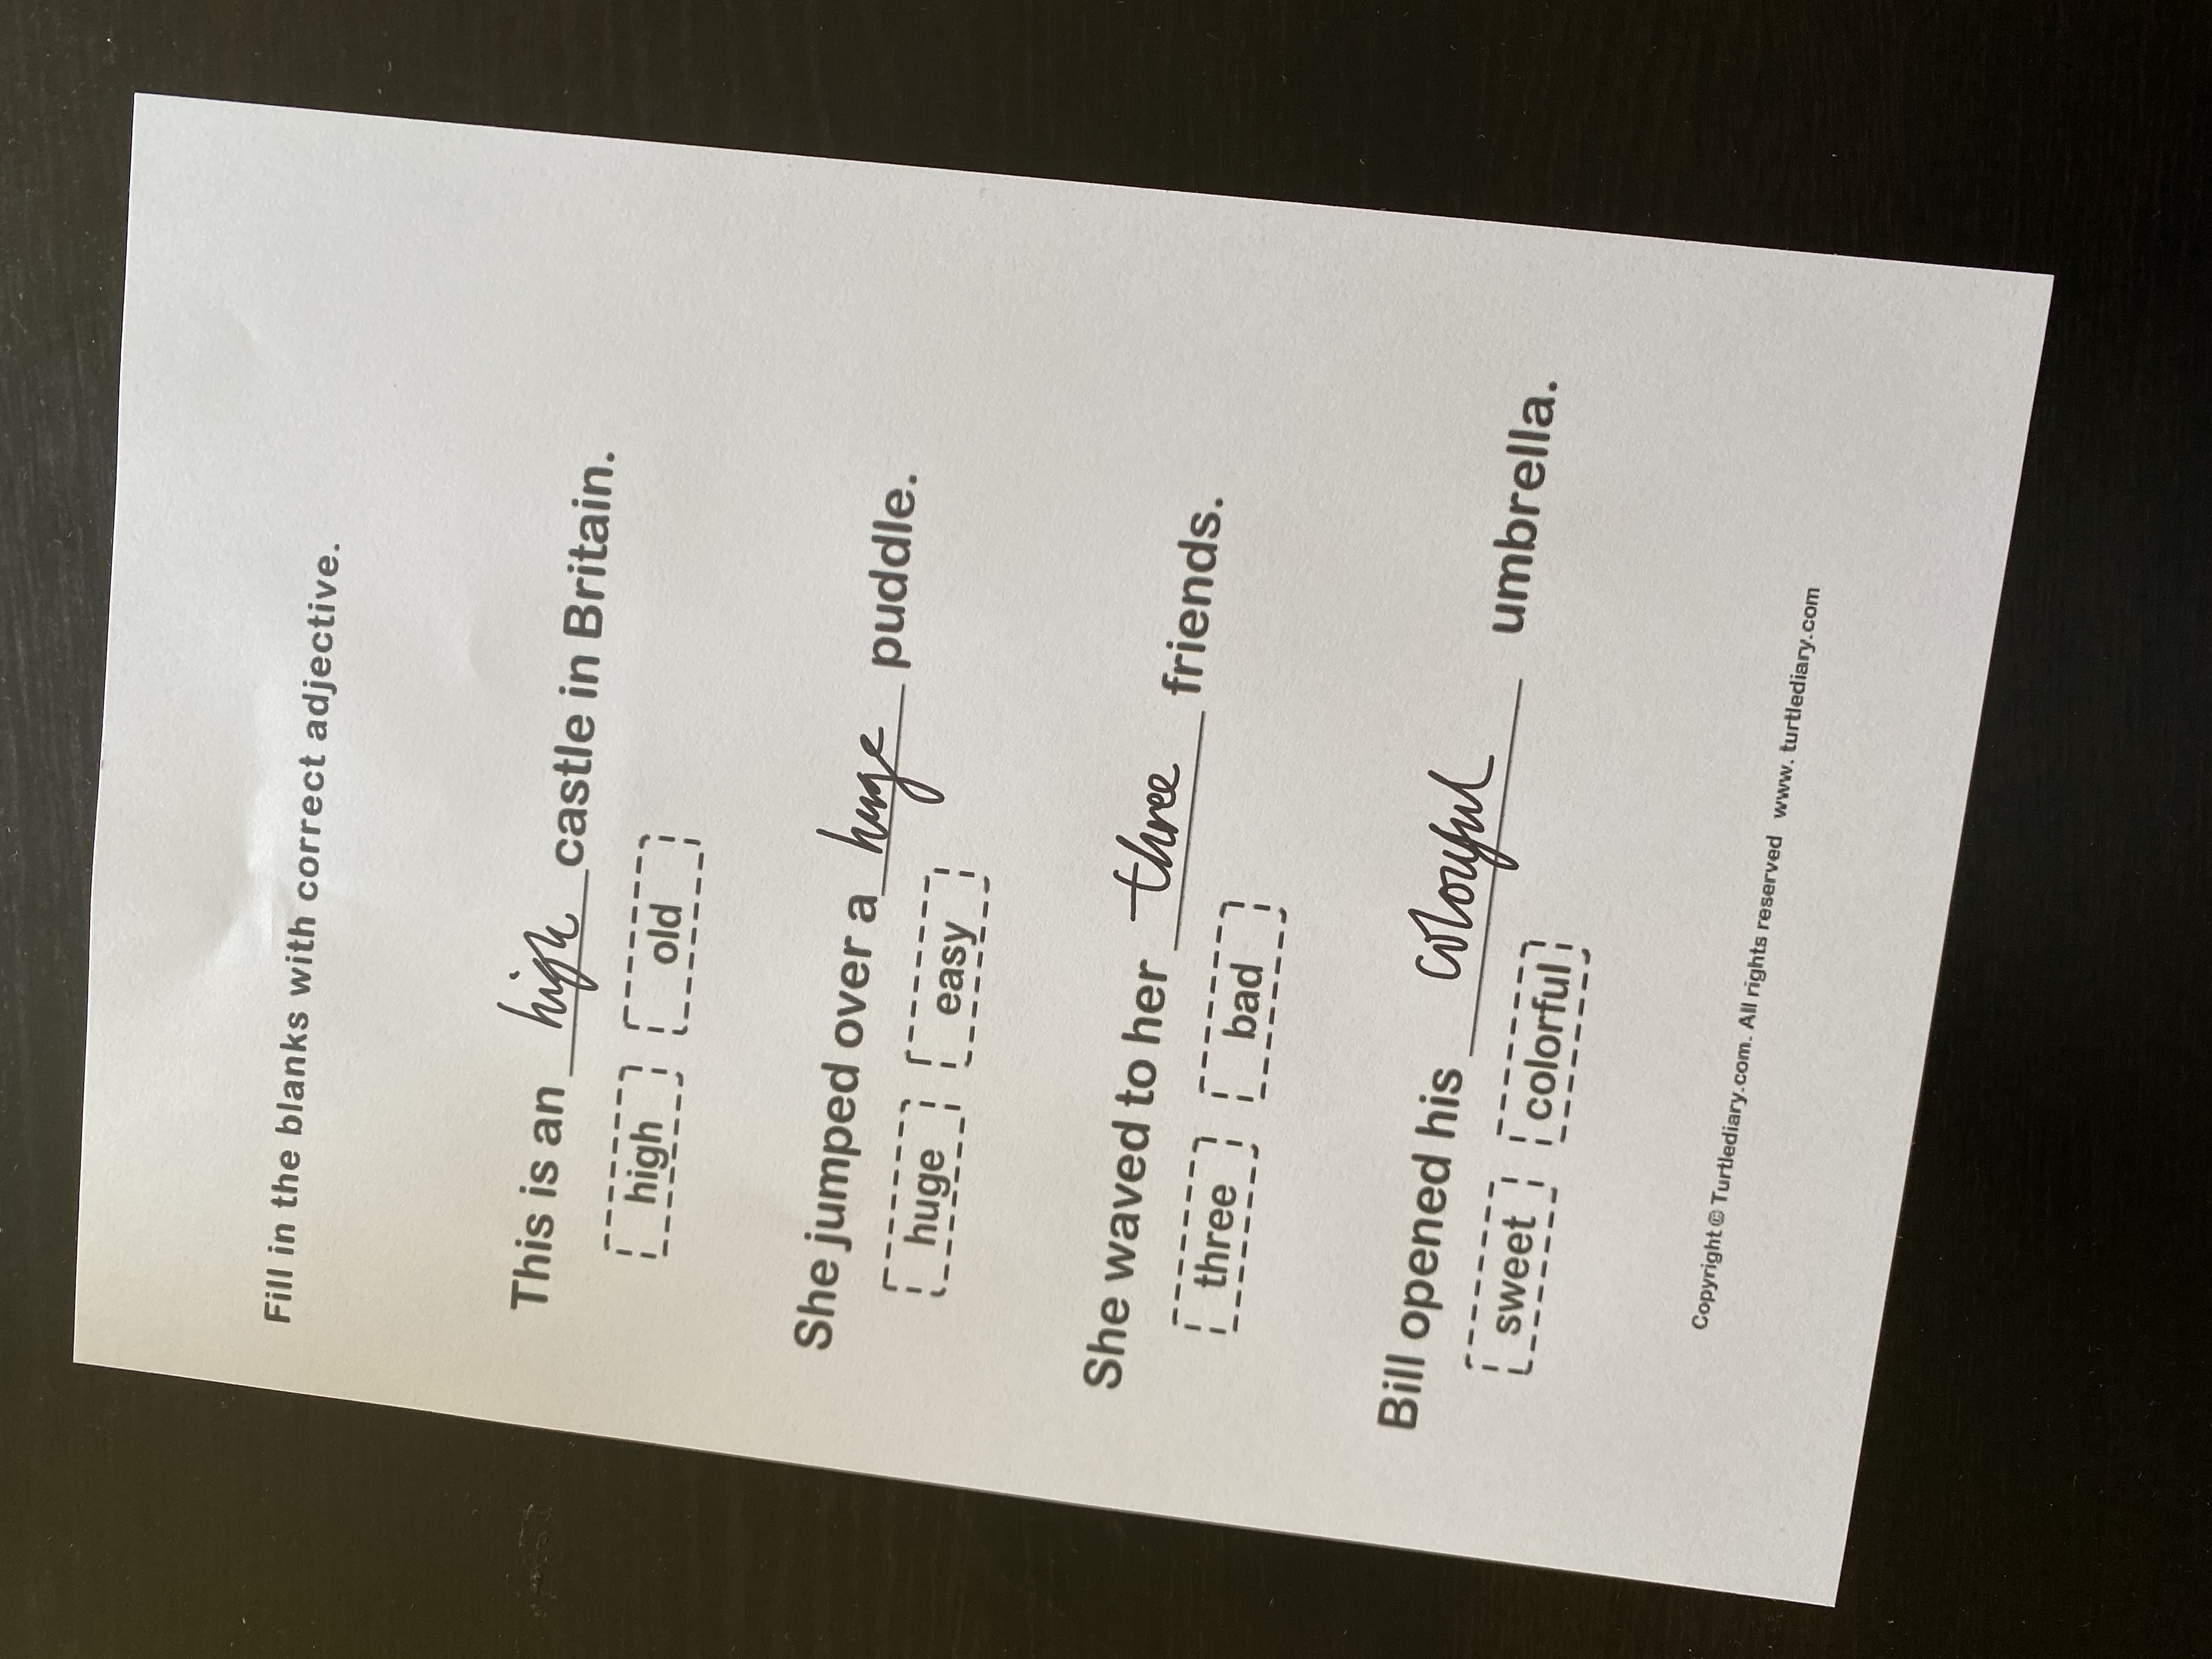 Fill in the blanks with correct adjective.
This is an high castle in Britain.
high old
She jumped over a huge puddle.
huge easy
She waved to her three friends.
three bad
Bill opened his colourful umbrella.
sweet colorful
Copyright © Turtlediary.com. All rights reserved www. turtlediary.com